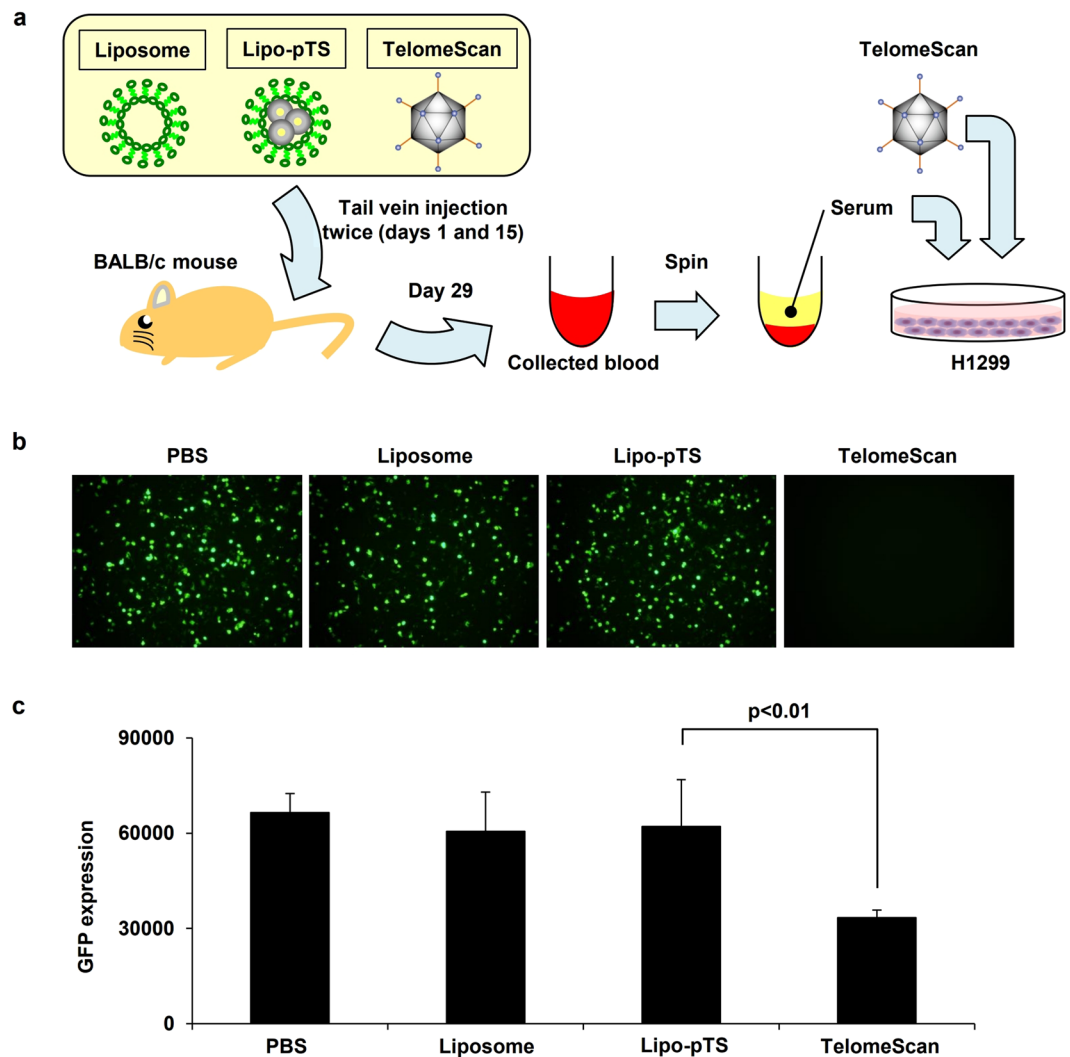 a
Liposome
Lipo-pTS
TelomeScan
TelomeScan
Tail vein injection
twice (days 1 and 15)
Serum
BALB/c mouse
Day 29
Spin
Collected blood
H1299
b
PBS
Liposome
Lipo-pTS
TelomeScan
c
p<0.01
90000
60000
30000
0
GFP expression
PBS
Liposome
Lipo-pTS
TelomeScan